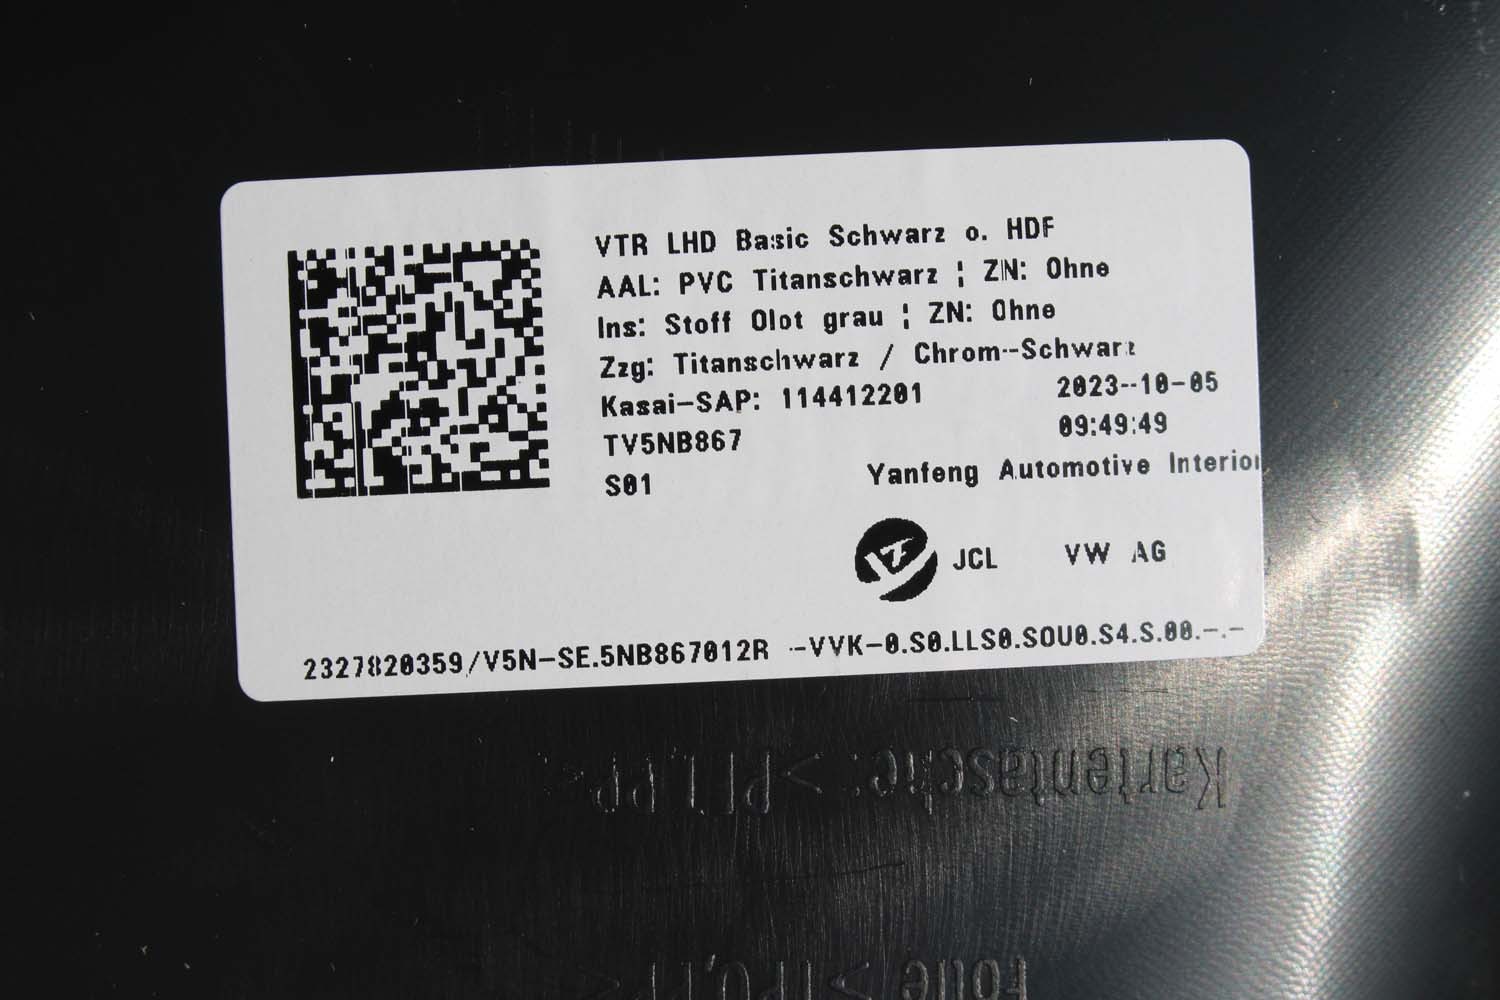 VTR LHD Basic Schwarz o. HDF
AAL: PVC Titanschwarz ¦ ZN: Ohne
Ins: Stoff Olot grau ¦ ZN: Ohne
Zzg: Titanschwarz / Chrom-Schwarz
Kasai-SAP: 114412201 2023-10-05
TV5NB867 09:49:49
S01 Yanfeng Automotive Interior
JCL VW AG
2327820359/V5N-SE.5NB867012R -VVK-0.S0.LLS0.SOU0.S4.S.00.-.-
Kartentasche:
Folie